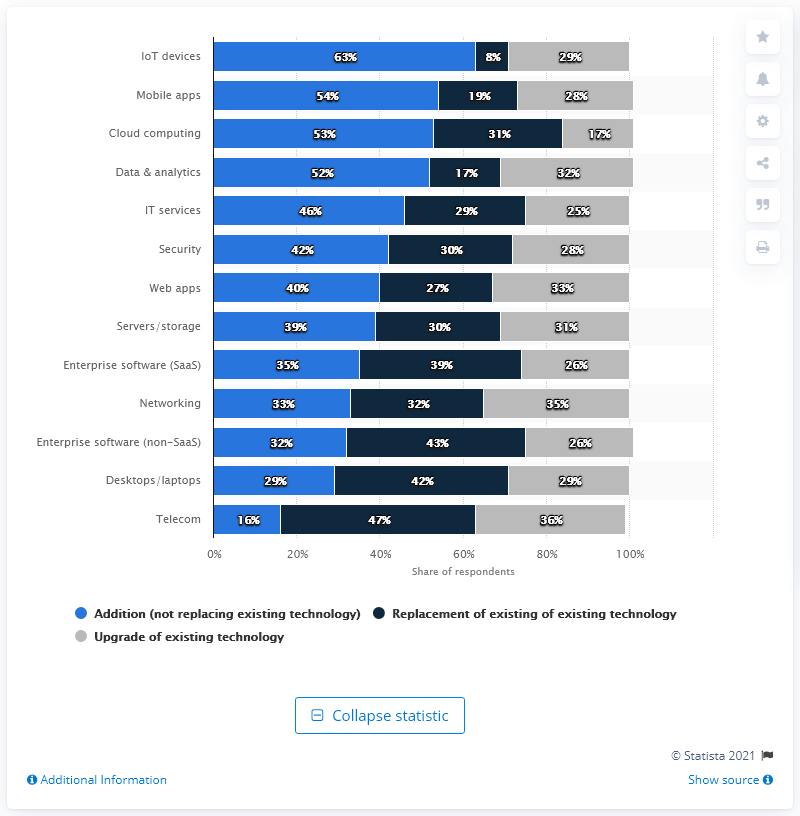 IoT devices 63% 8% 29%
Mobile apps 54% 19% 28%
Cloud computing 53% 31% 17%
Data & analytics 52% 17% 32%
IT services 46% 29% 25%
Security 42% 30% 28%
Web apps 40% 27% 33%
Servers/storage 39% 30% 31%
Enterprise software (SaaS) 35% 39% 26%
Networking 33% 32% 35%
Enterprise software (non-SaaS) 32% 43% 26%
Desktops/laptops 29% 42% 29%
Telecom 16% 47% 36%
0% 20% 40% 60% 80% 100%
Share of respondents
Addition (not replacing existing technology) Replacement of existing of existing technology
Upgrade of existing technology
Collapse statistic
© Statista 2021
Additional Information Show source